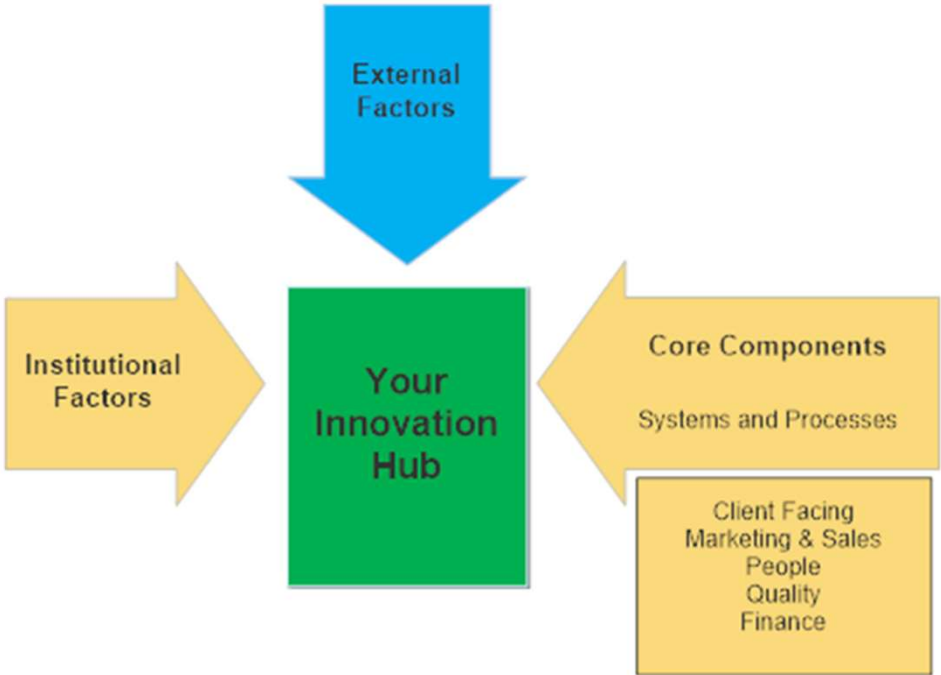 External
Factors
Institutional
Factors
Your
Innovation
Hub
Core Components
Systems and Processes
Client Facing
Marketing & Sales
People
Quality
Finance